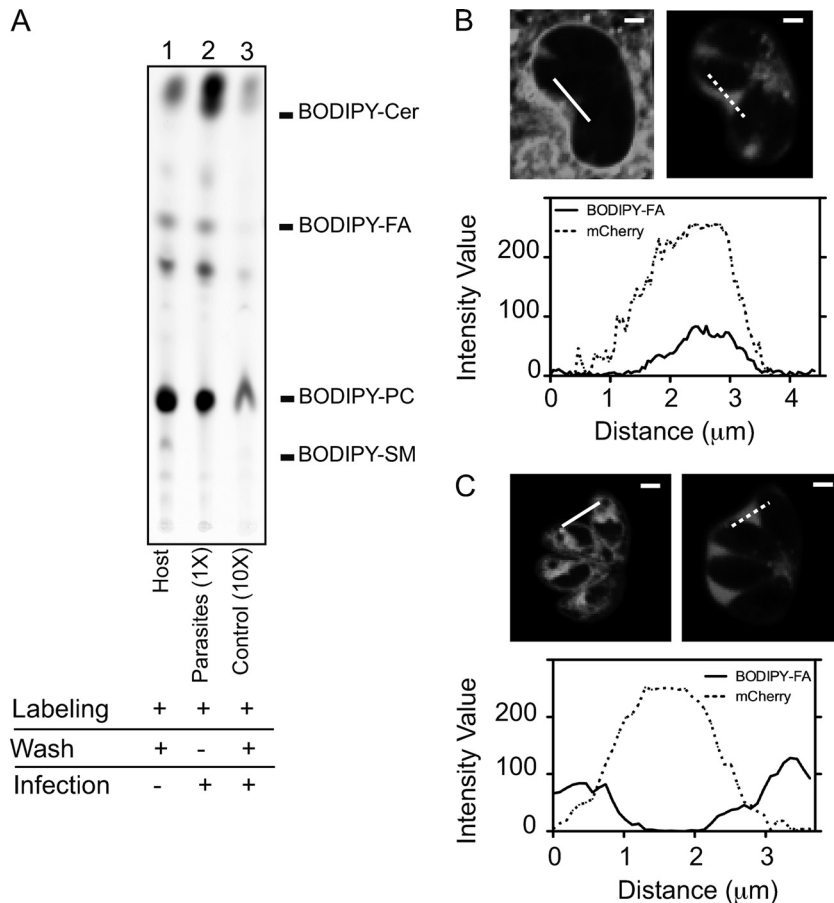 A
1 2 3
BODIPY-Cer
BODIPY-FA
BODIPY-PC
BODIPY-SM
Host
Parasites (1X)
Control (10X)
Labeling + + +
Wash + - +
Infection - + +
B
BODIPY-FA
mCherry
Intensity Value
200
100
0
0 1 2 3 4
Distance (μm)
C
BODIPY-FA
mCherry
Intensity Value
200
100
0
0 1 2 3
Distance (μm)